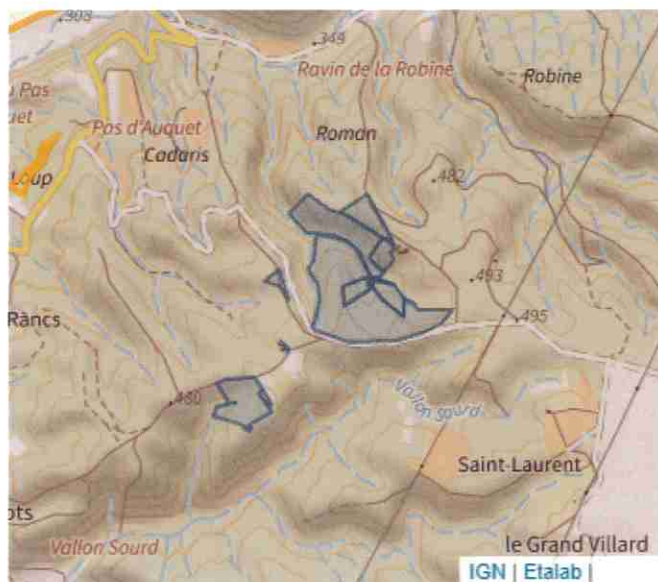 308
349
Ravin de la Robine
Robine
u Pas
uet
Pas d'Auquet
Roman
Cadaris
Loup
482
493
495
Rancs
480
Vallon Sourd
Saint-Laurent
ots
Vallon Sourd
le Grand Villard
IGN | Etalab |